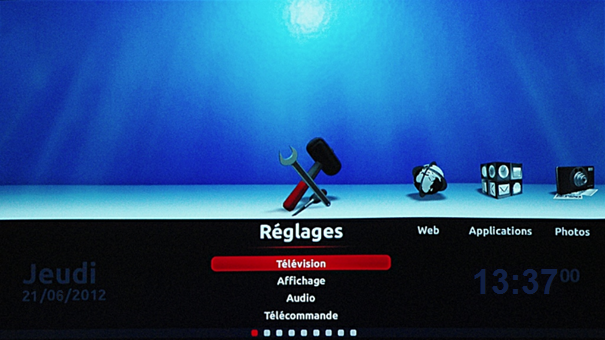 Réglages
Web
Applications
Photos
Télévision
Affichage
Audio
Télécommande
Jeudi
21/06/2012
13:37 00